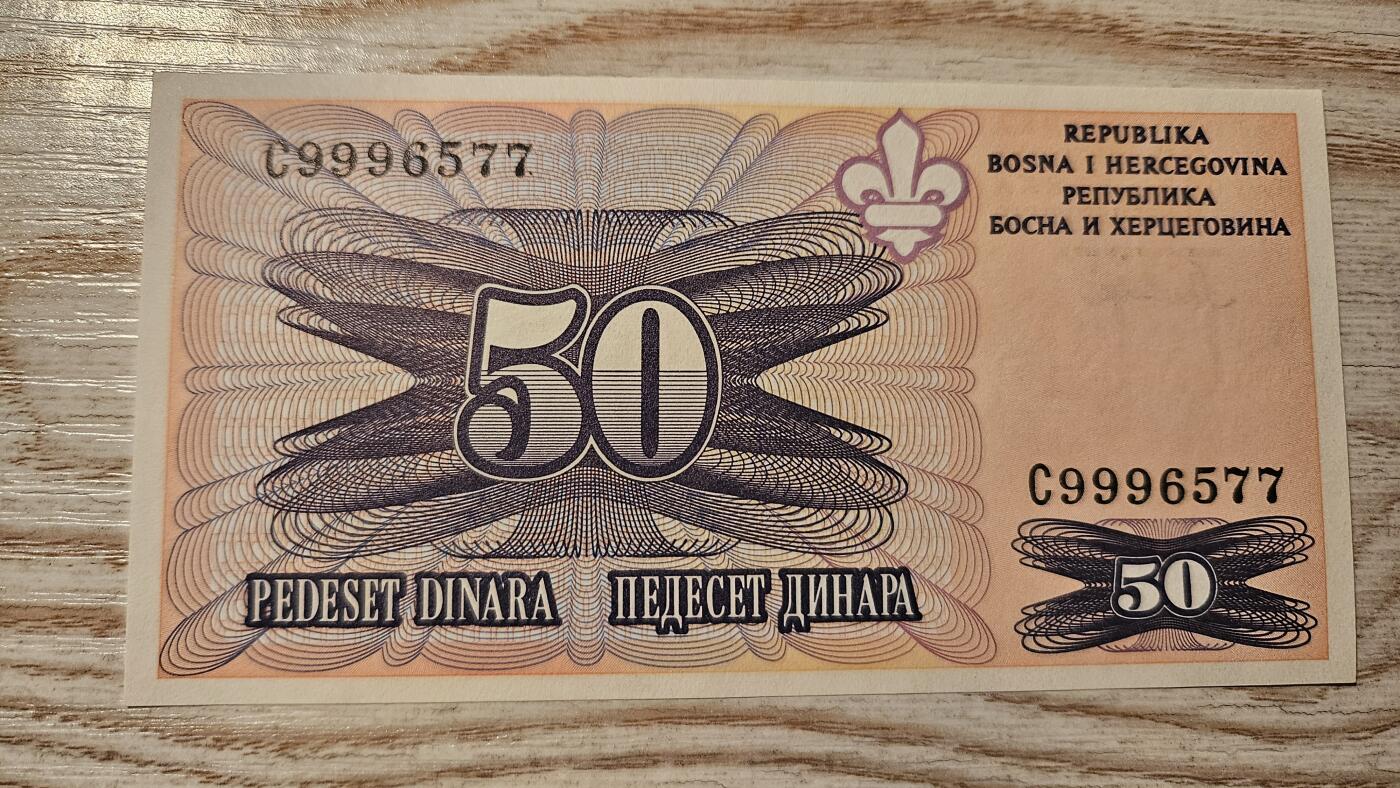 C9996577
REPUBLIKA
BOSNA I HERCEGOVINA
РЕПУБЛИКА
БОСНА И ХЕРЦЕГОВИНА
50
C9996577
50
PEDESET DINARA ПЕДЕСЕТ ДИНАРА